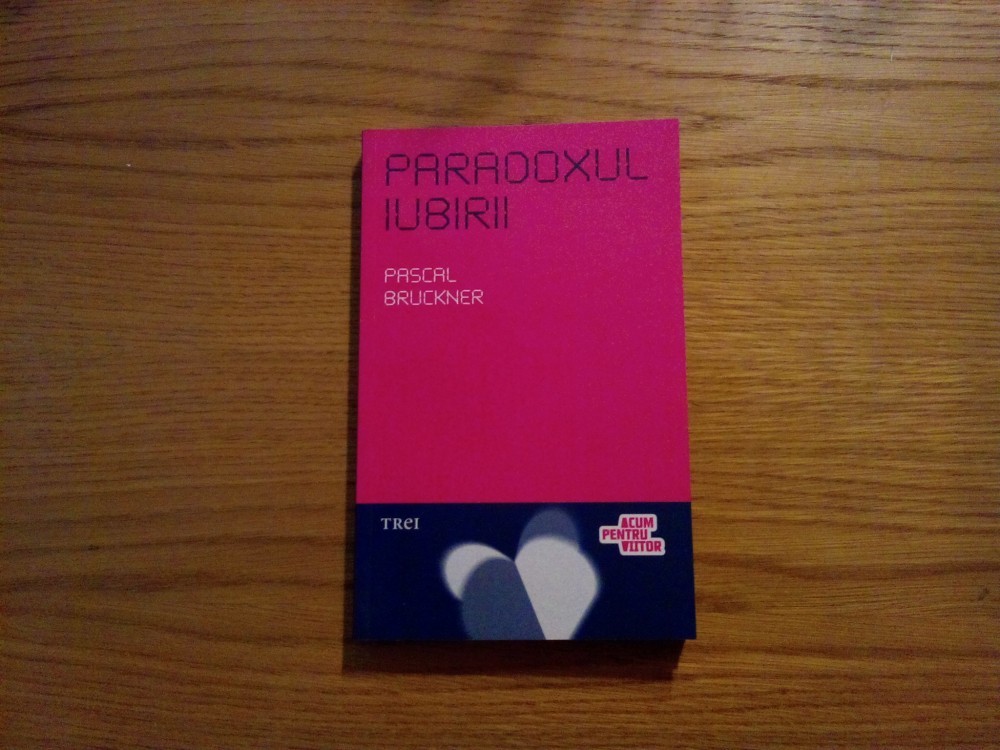 PARADOXUL
IUBIRII
PASCAL
BRUCKNER
TREI
ACUM
PENTRU
VIITOR